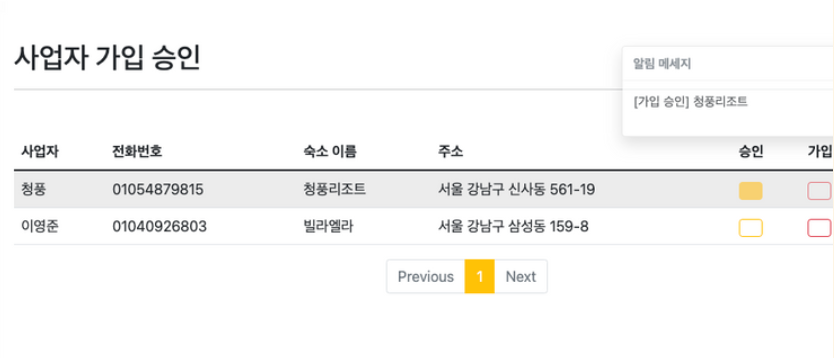 사업자 가입 승인
알림 메세지
[가입 승인] 청풍리조트
사업자 전화번호 숙소 이름 주소 승인 가입
청풍 01054879815 청풍리조트 서울 강남구 신사동 561-19
이영준 01040926803 빌라엘라 서울 강남구 삼성동 159-8
Previous 1 Next